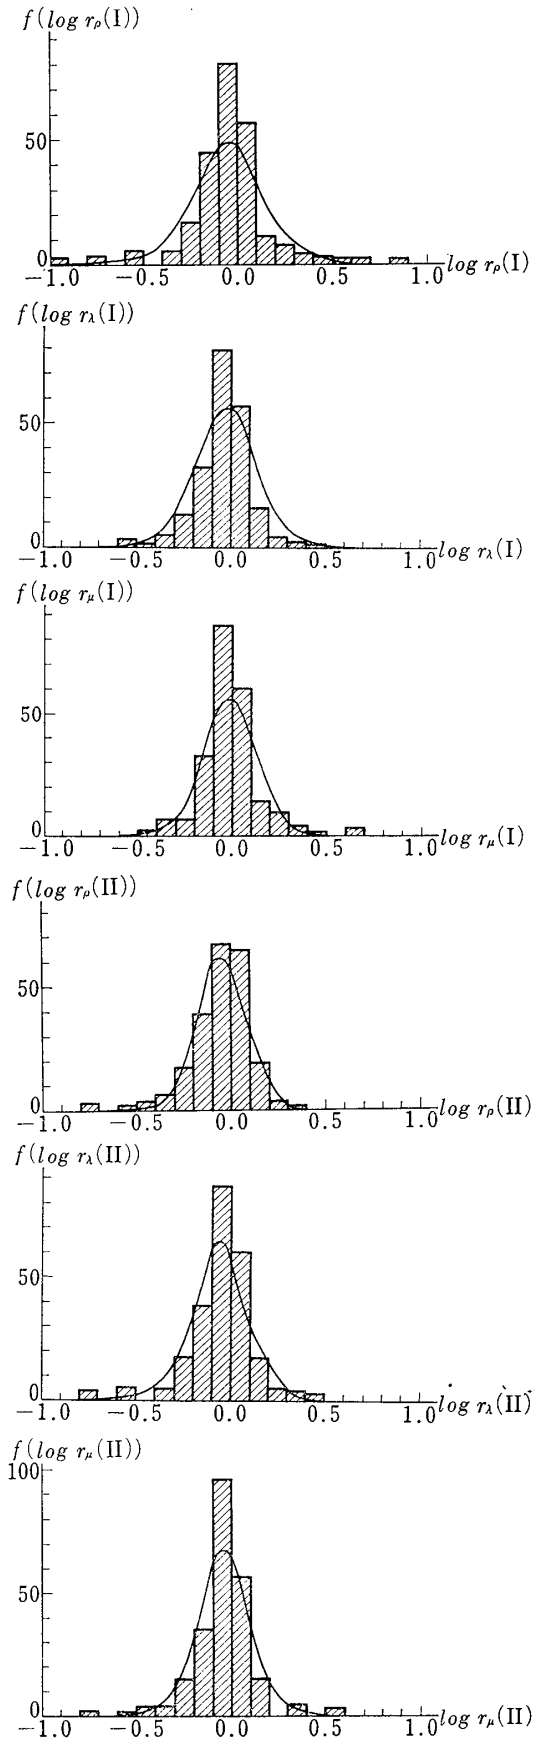 f(log rρ(I))
50
0
−1.0 −0.5 0.0 0.5 1.0 log rρ(I)
f(log rλ(I))
50
0
−1.0 −0.5 0.0 0.5 1.0 log rλ(I)
f(log rμ(I))
50
0
−1.0 −0.5 0.0 0.5 1.0 log rμ(I)
f(log rρ(II))
50
0
−1.0 −0.5 0.0 0.5 1.0 log rρ(II)
f(log rλ(II))
50
0
−1.0 −0.5 0.0 0.5 1.0 log rλ(II)
f(log rμ(II))
100
50
0
−1.0 −0.5 0.0 0.5 1.0 log rμ(II)